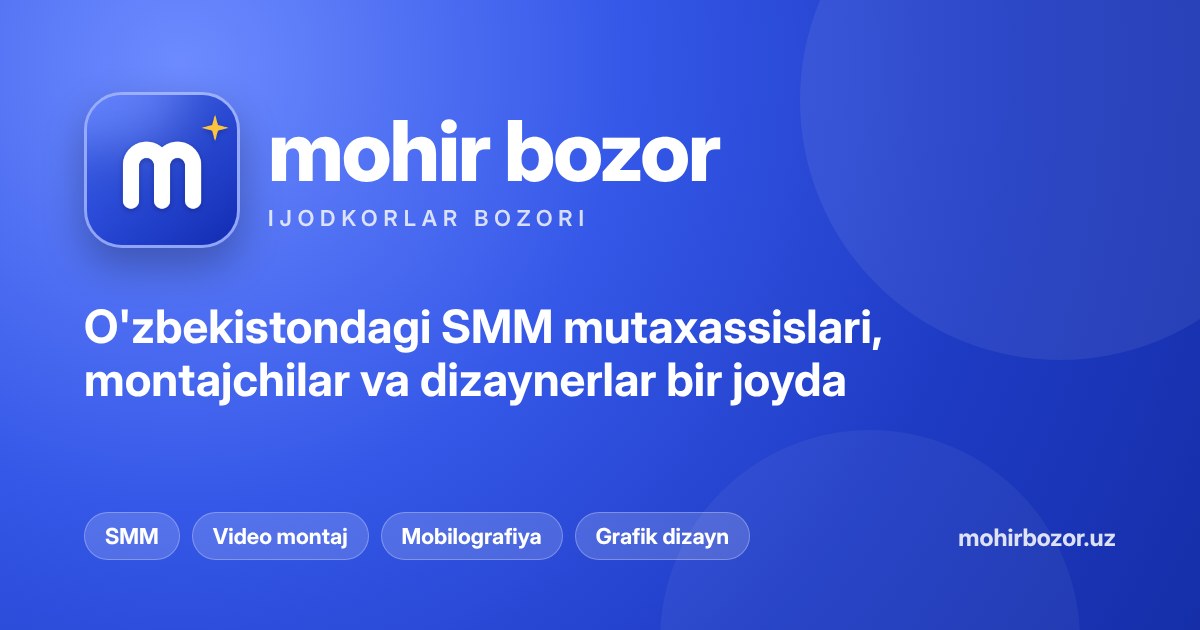 m
mohir bozor
IJODKORLAR BOZORI
O'zbekistondagi SMM mutaxassislari,
montajchilar va dizaynerlar bir joyda
SMM
Video montaj
Mobilografiya
Grafik dizayn
mohirbozor.uz